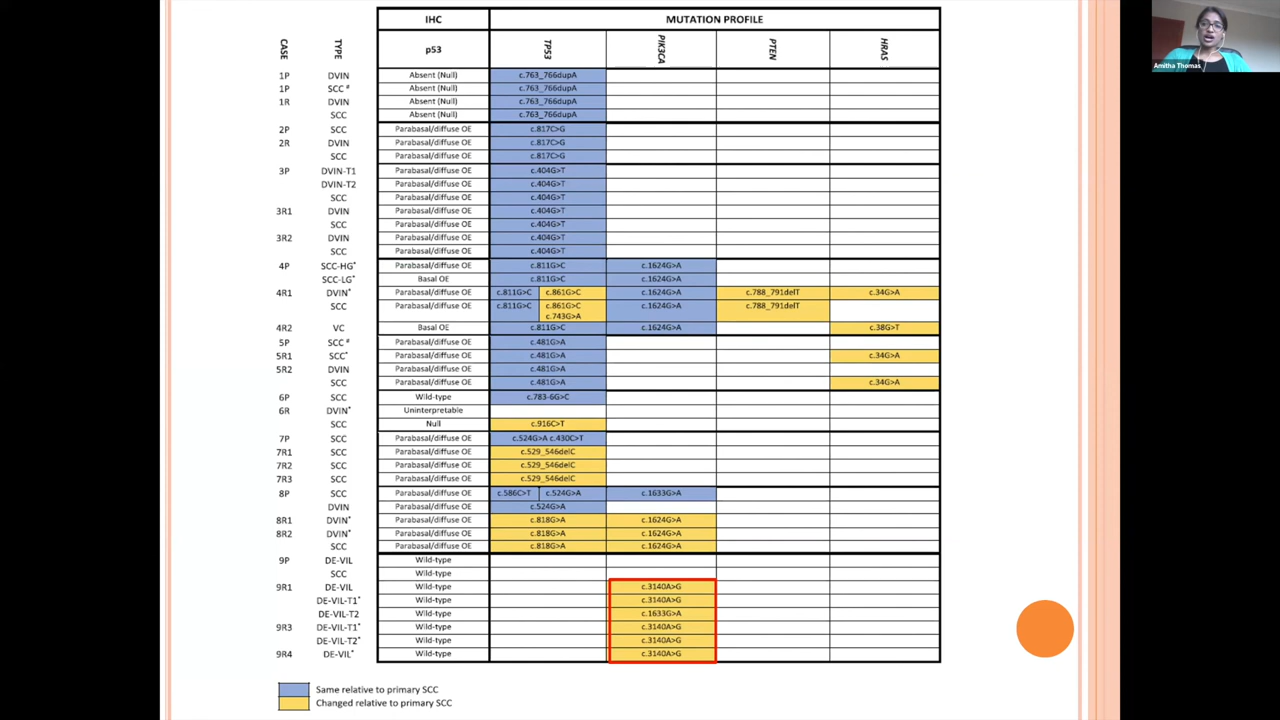 IHC MUTATION PROFILE
CASE TYPE p53 TP53 PIK3CA PTEN HRAS
1P DVIN Absent (Null) c.763_766dupA
1P SCC # Absent (Null) c.763_766dupA
1R DVIN Absent (Null) c.763_766dupA
SCC Absent (Null) c.763_766dupA
2P SCC Parabasal/diffuse OE c.817C>G
2R DVIN Parabasal/diffuse OE c.817C>G
SCC Parabasal/diffuse OE c.817C>G
3P DVIN-T1 Parabasal/diffuse OE c.404G>T
DVIN-T2 Parabasal/diffuse OE c.404G>T
SCC Parabasal/diffuse OE c.404G>T
3R1 DVIN Parabasal/diffuse OE c.404G>T
SCC Parabasal/diffuse OE c.404G>T
3R2 DVIN Parabasal/diffuse OE c.404G>T
SCC Parabasal/diffuse OE c.404G>T
4P SCC-HG* Parabasal/diffuse OE c.811G>C c.1624G>A
SCC-LG* Basal OE c.811G>C c.1624G>A
4R1 DVIN* Parabasal/diffuse OE c.811G>C c.861G>C c.1624G>A c.788_791delT c.34G>A
SCC Parabasal/diffuse OE c.811G>C c.861G>C c.1624G>A c.788_791delT
c.743G>A
4R2 VC Basal OE c.811G>C c.1624G>A c.38G>T
5P SCC # Parabasal/diffuse OE c.481G>A
5R1 SCC* Parabasal/diffuse OE c.481G>A c.34G>A
5R2 DVIN Parabasal/diffuse OE c.481G>A
SCC Parabasal/diffuse OE c.481G>A c.34G>A
6P SCC Wild-type c.783-6G>C
6R DVIN* Uninterpretable
SCC Null c.916C>T
7P SCC Parabasal/diffuse OE c.524G>A c.430C>T
7R1 SCC Parabasal/diffuse OE c.529_546delC
7R2 SCC Parabasal/diffuse OE c.529_546delC
7R3 SCC Parabasal/diffuse OE c.529_546delC
8P SCC Parabasal/diffuse OE c.586C>T c.524G>A c.1633G>A
DVIN Parabasal/diffuse OE c.524G>A
8R1 DVIN* Parabasal/diffuse OE c.818G>A c.1624G>A
8R2 DVIN* Parabasal/diffuse OE c.818G>A c.1624G>A
SCC Parabasal/diffuse OE c.818G>A c.1624G>A
9P DE-VIL Wild-type
SCC Wild-type
9R1 DE-VIL Wild-type c.3140A>G
DE-VIL-T1* Wild-type c.3140A>G
DE-VIL-T2 Wild-type c.1633G>A
9R3 DE-VIL-T1* Wild-type c.3140A>G
DE-VIL-T2* Wild-type c.3140A>G
9R4 DE-VIL* Wild-type c.3140A>G
Same relative to primary SCC
Changed relative to primary SCC
Amitha Thomas